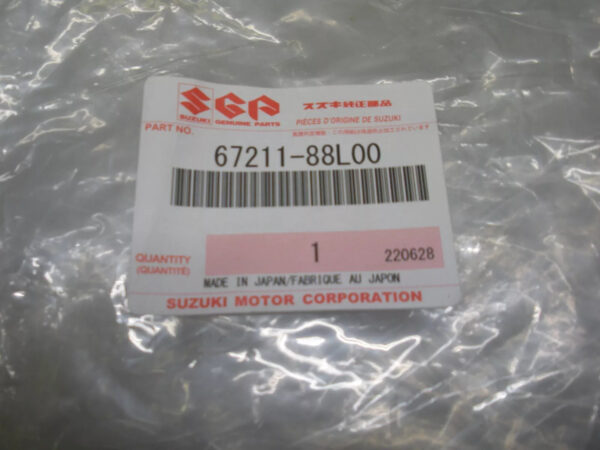 SGP
SUZUKI GENUINE PARTS
スズキ純正部品
PIÈCES D'ORIGINE DE SUZUKI
PART NO.
67211-88L00
QUANTITY
(QUANTITÉ)
1
220628
MADE IN JAPAN/FABRIQUE AU JAPON
SUZUKI MOTOR CORPORATION